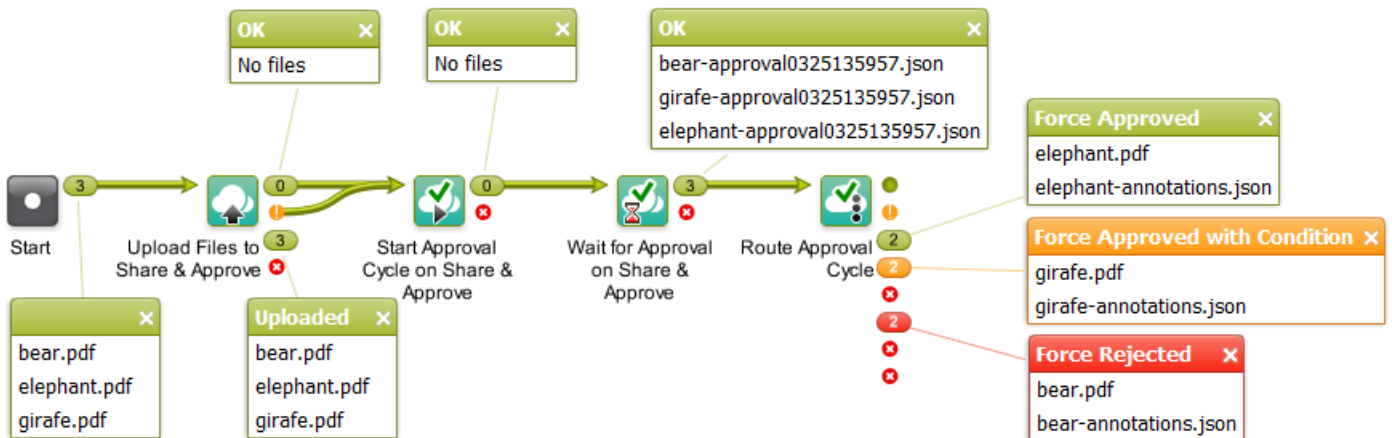 OK
No files
OK
No files
OK
bear-approval0325135957.json
girafe-approval0325135957.json
elephant-approval0325135957.json
Force Approved
elephant.pdf
elephant-annotations.json
Force Approved with Condition
girafe.pdf
girafe-annotations.json
Force Rejected
bear.pdf
bear-annotations.json
3
Start
0
3
Upload Files to
Share & Approve
0
Start Approval
Cycle on Share &
Approve
3
Wait for Approval
on Share &
Approve
Route Approval
Cycle
2
2
2
bear.pdf
elephant.pdf
girafe.pdf
Uploaded
bear.pdf
elephant.pdf
girafe.pdf